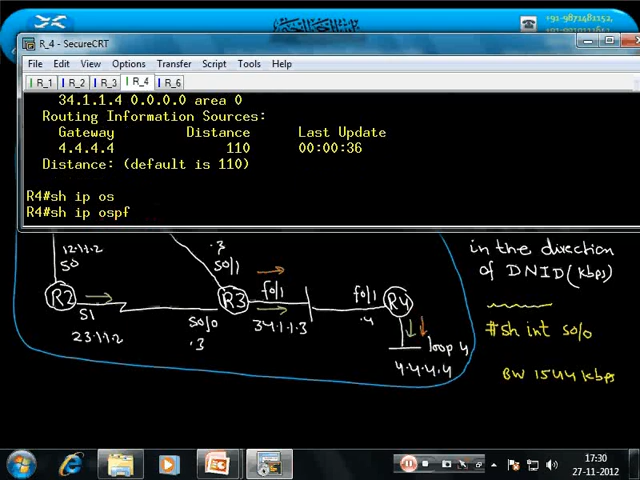 +91-9871481152,
R_4 - SecureCRT
File Edit View Options Transfer Script Tools Help
R_1 R_2 R_3 R_4 R_6
34.1.1.4 0.0.0.0 area 0
Routing Information Sources:
Gateway Distance Last Update
4.4.4.4 110 00:00:36
Distance: (default is 110)
R4#sh ip os
R4#sh ip ospf
12.1.1.2
S0
.3
S0/1
R2
S1
23.1.1.2
S0/0
.3
R3
f0/1
34.1.1.3
f0/1
.4
R4
loop 4
4.4.4.4
in the direction
of DNID (kbps)
#sh int S0/0
BW 1544 kbps
17:30
27-11-2012